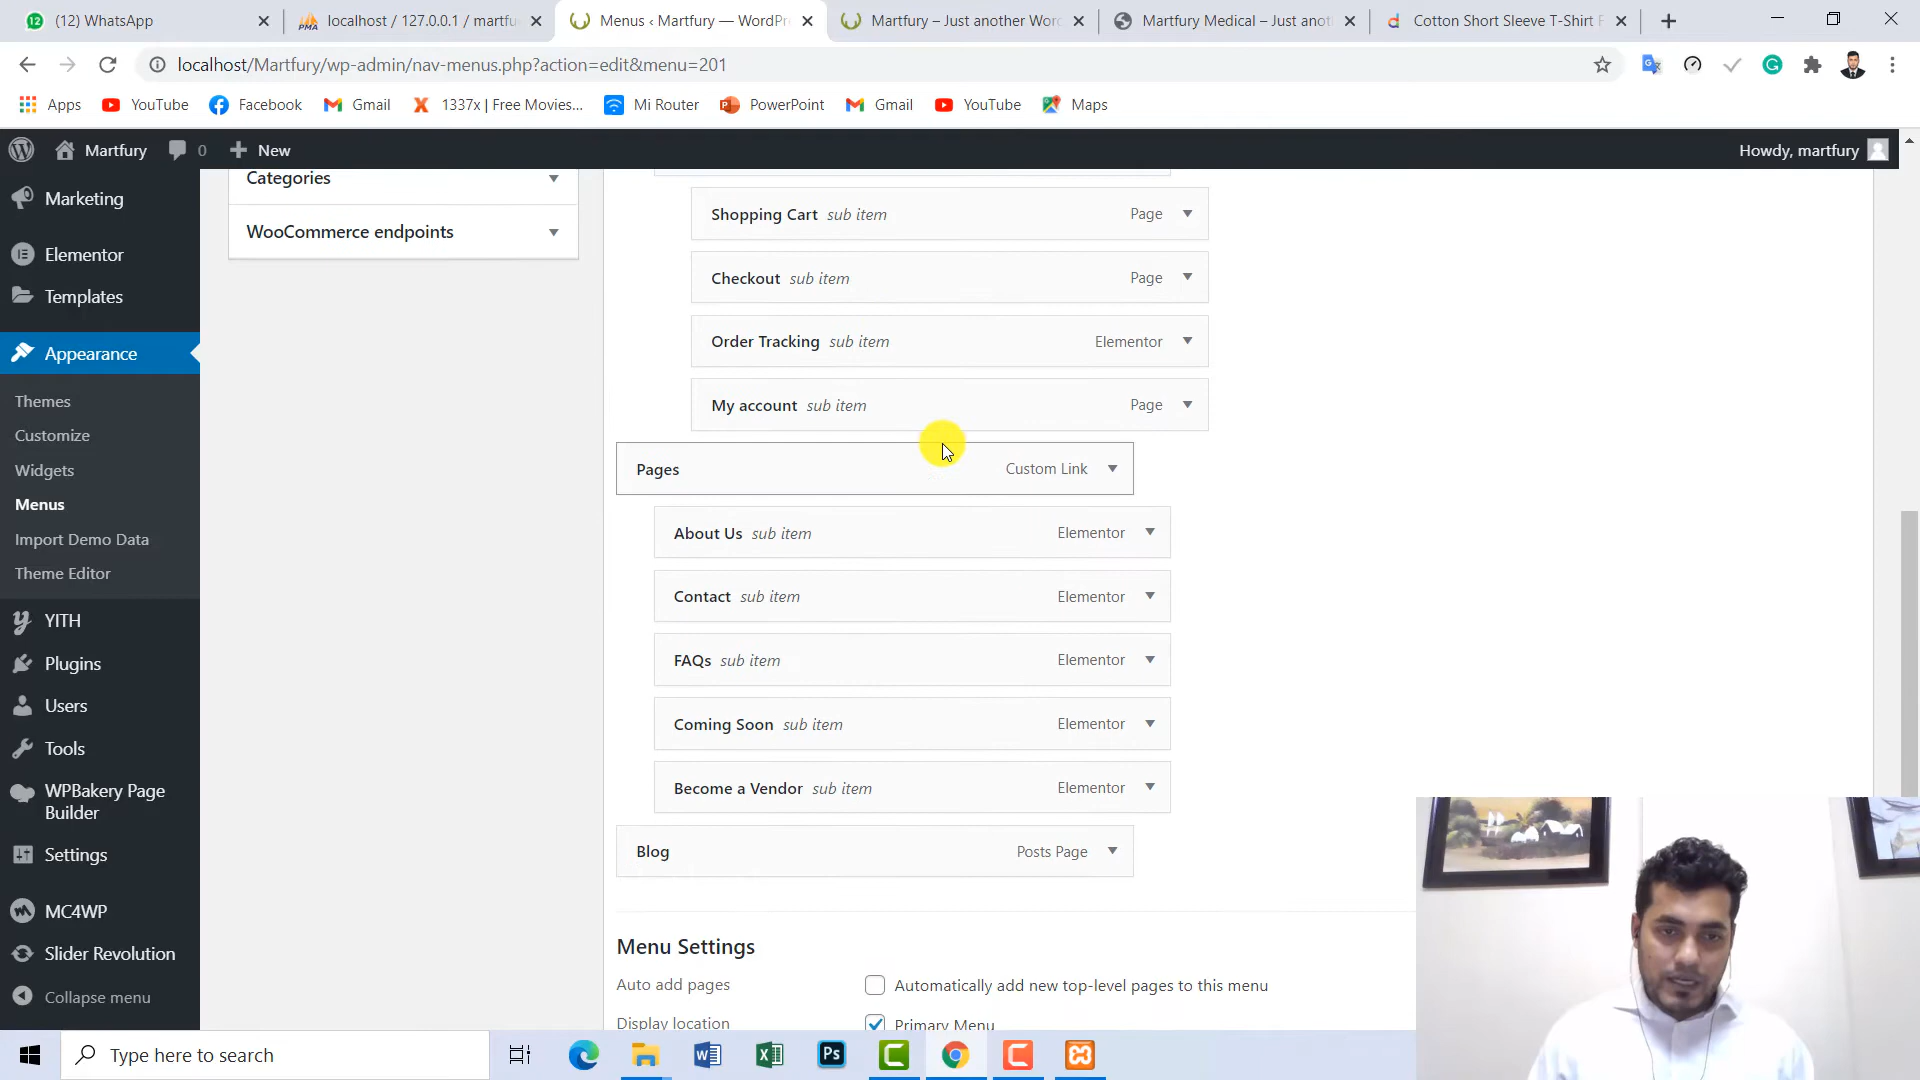 (12) WhatsApp
localhost / 127.0.0.1 / martfu
Menus ‹ Martfury — WordPr
Martfury – Just another Wor
Martfury Medical – Just anot
Cotton Short Sleeve T-Shirt F
localhost/Martfury/wp-admin/nav-menus.php?action=edit&menu=201
Apps
YouTube
Facebook
Gmail
1337x | Free Movies...
Mi Router
PowerPoint
Gmail
YouTube
Maps
Martfury
0
New
Howdy, martfury
Marketing
Elementor
Templates
Appearance
Themes
Customize
Widgets
Menus
Import Demo Data
Theme Editor
YITH
Plugins
Users
Tools
WPBakery Page
Builder
Settings
MC4WP
Slider Revolution
Collapse menu
Categories
WooCommerce endpoints
Shopping Cart sub item Page
Checkout sub item Page
Order Tracking sub item Elementor
My account sub item Page
Pages Custom Link
About Us sub item Elementor
Contact sub item Elementor
FAQs sub item Elementor
Coming Soon sub item Elementor
Become a Vendor sub item Elementor
Blog Posts Page
Menu Settings
Auto add pages Automatically add new top-level pages to this menu
Display location Primary Menu
Type here to search